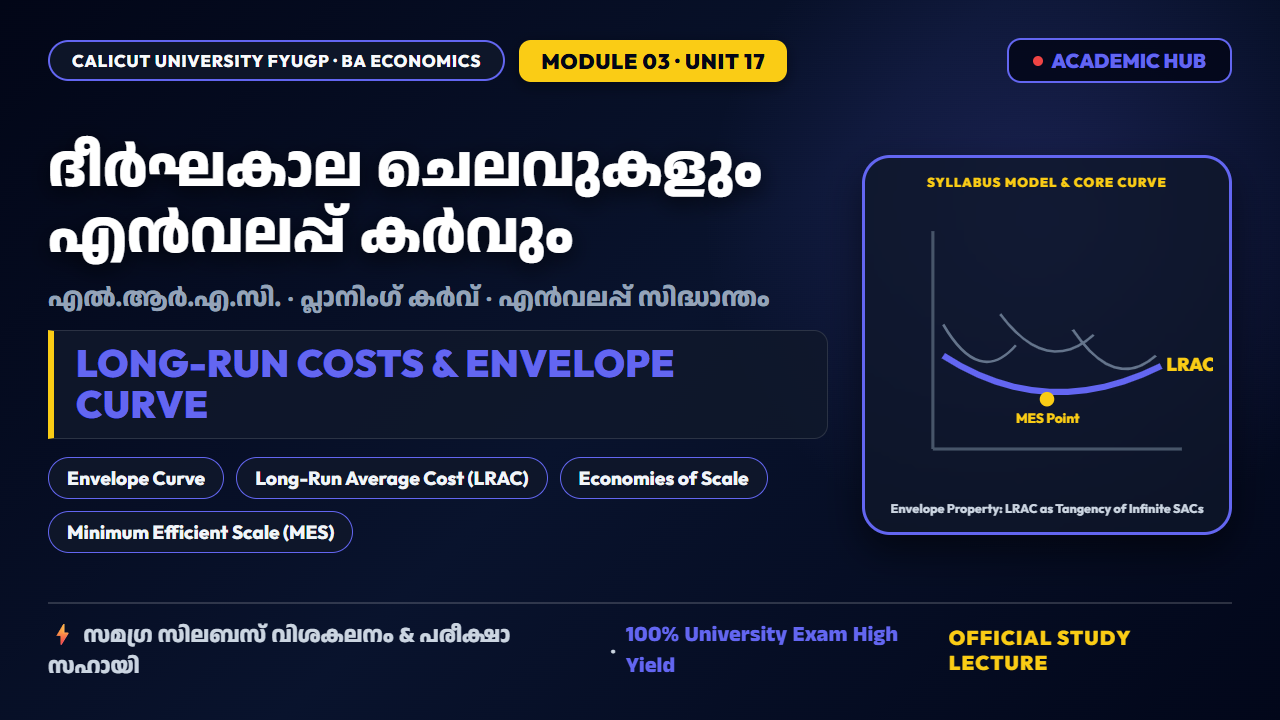 CALICUT UNIVERSITY FYUGP · BA ECONOMICS
MODULE 03 · UNIT 17
ACADEMIC HUB
ദീർഘകാല ചെലവുകളും
എൻവലപ്പ് കർവും
എൽ.ആർ.എ.സി. · പ്ലാനിംഗ് കർവ് · എൻവലപ്പ് സിദ്ധാന്തം
LONG-RUN COSTS & ENVELOPE
CURVE
Envelope Curve
Long-Run Average Cost (LRAC)
Economies of Scale
Minimum Efficient Scale (MES)
SYLLABUS MODEL & CORE CURVE
LRAC
MES Point
Envelope Property: LRAC as Tangency of Infinite SACs
⚡ സമഗ്ര സിലബസ് വിശകലനം & പരീക്ഷാ
സഹായി
· 100% University Exam High
Yield
OFFICIAL STUDY
LECTURE